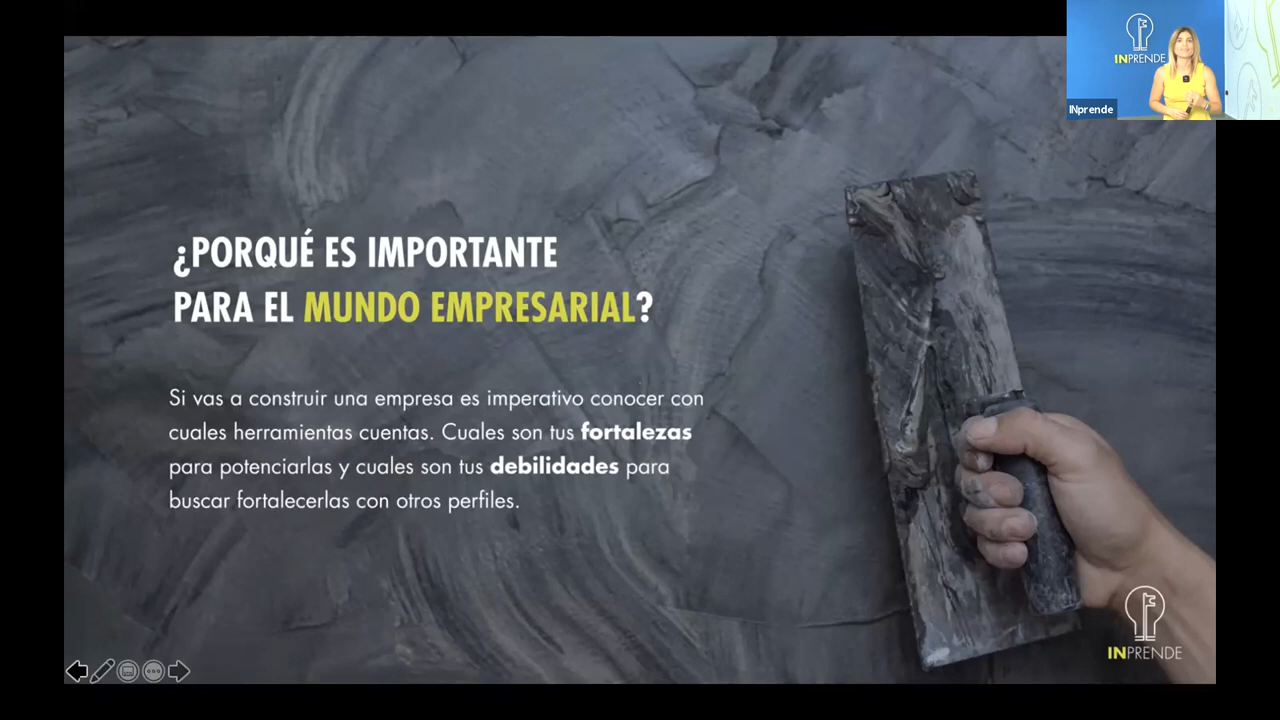 INPRENDE
INprende
¿PORQUÉ ES IMPORTANTE
PARA EL MUNDO EMPRESARIAL?
Si vas a construir una empresa es imperativo conocer con
cuales herramientas cuentas. Cuales son tus fortalezas
para potenciarlas y cuales son tus debilidades para
buscar fortalecerlas con otros perfiles.
INPRENDE